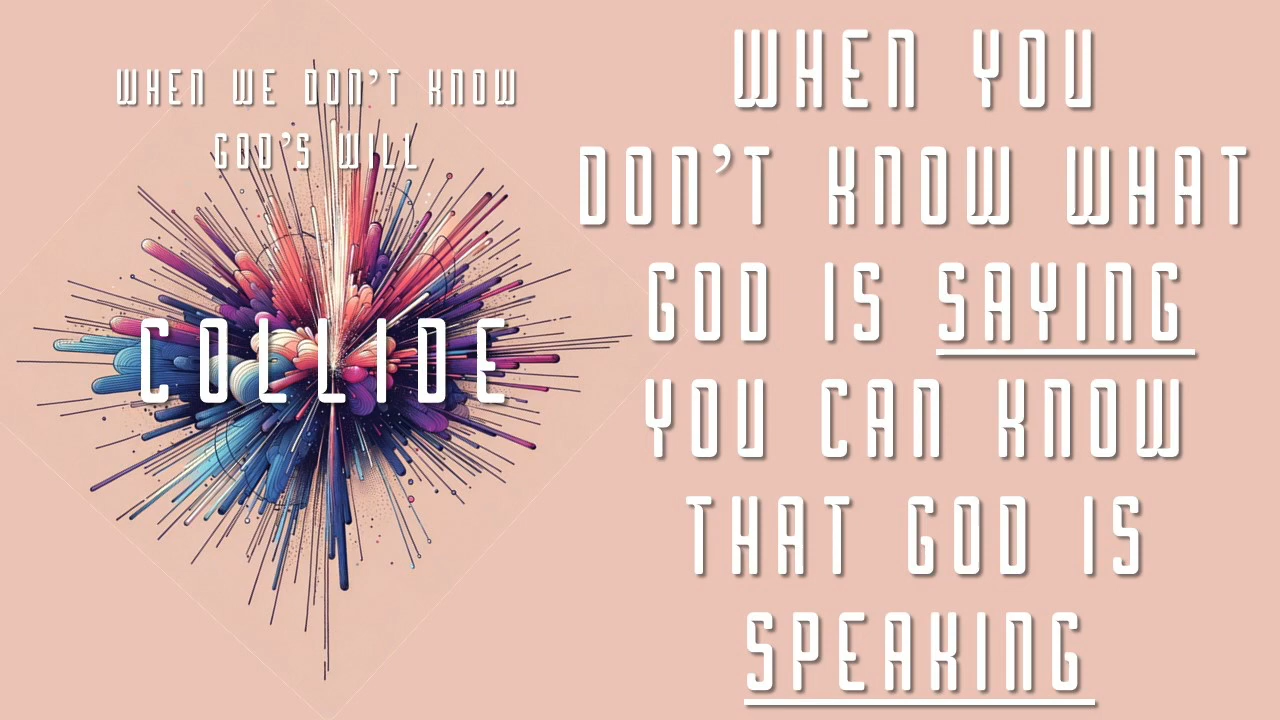 WHEN WE DON'T KNOW
GOD'S WILL
COLLIDE
WHEN YOU
DON'T KNOW WHAT
GOD IS SAYING
YOU CAN KNOW
THAT GOD IS
SPEAKING